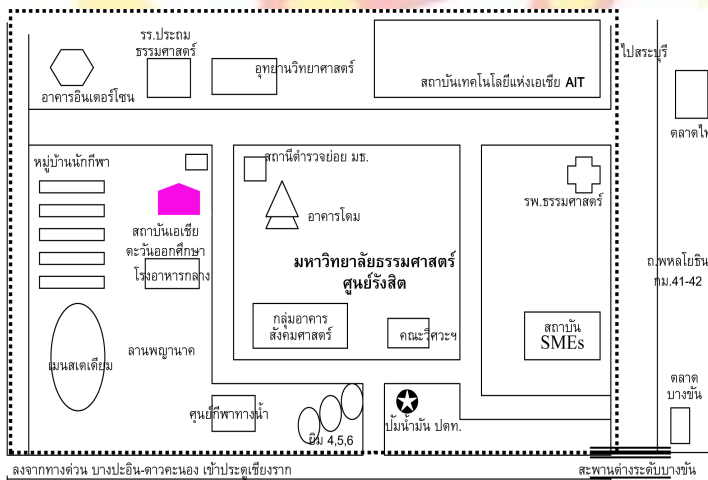 รร.ประถม
ธรรมศาสตร์
อุทยานวิทยาศาสตร์
อาคารอินเตอร์โซน
สถาบันเทคโนโลยีแห่งเอเชีย AIT
ไปสระบุรี
หมู่บ้านนักกีฬา
สถานีตำรวจย่อย มธ.
อาคารโดม
รพ.ธรรมศาสตร์
สถาบันเอเชีย
ตะวันออกศึกษา
โรงอาหารกลาง
มหาวิทยาลัยธรรมศาสตร์
ศูนย์รังสิต
ถ.พหลโยธิน
กม.41-42
กลุ่มอาคาร
สังคมศาสตร์
คณะวิศวะฯ
สถาบัน
SMEs
ลานพญานาค
เมนสเตเดียม
ตลาด
บางขัน
ศูนย์กีฬาทางน้ำ
ยิม 4,5,6
ปั๊มน้ำมัน ปตท.
ลงจากทางด่วน บางปะอิน-ดาวคะนอง เข้าประตูเชียงราก
สะพานต่างระดับบางขัน